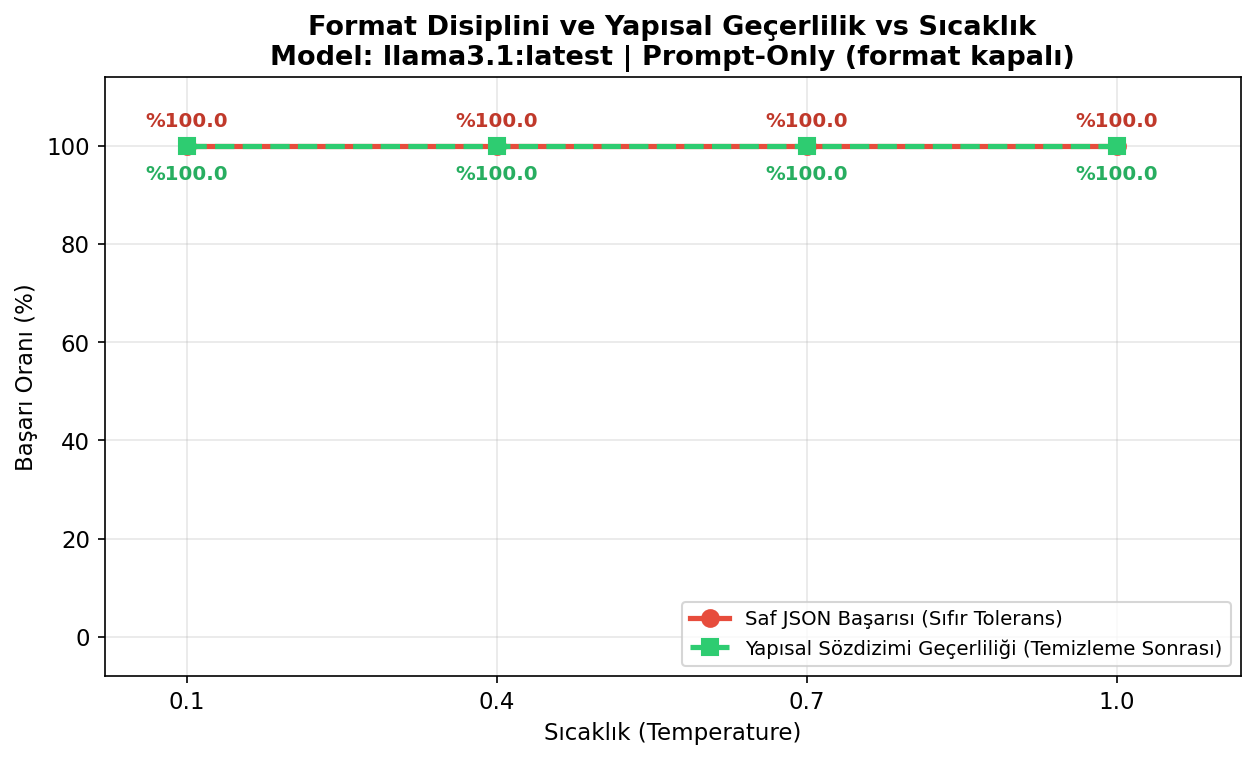 Format Disiplini ve Yapısal Geçerlilik vs Sıcaklık
Model: llama3.1:latest | Prompt-Only (format kapalı)
%100.0 %100.0 %100.0 %100.0
%100.0 %100.0 %100.0 %100.0
Başarı Oranı (%)
100
80
60
40
20
0
Saf JSON Başarısı (Sıfır Tolerans)
Yapısal Sözdizimi Geçerliliği (Temizleme Sonrası)
0.1 0.4 0.7 1.0
Sıcaklık (Temperature)